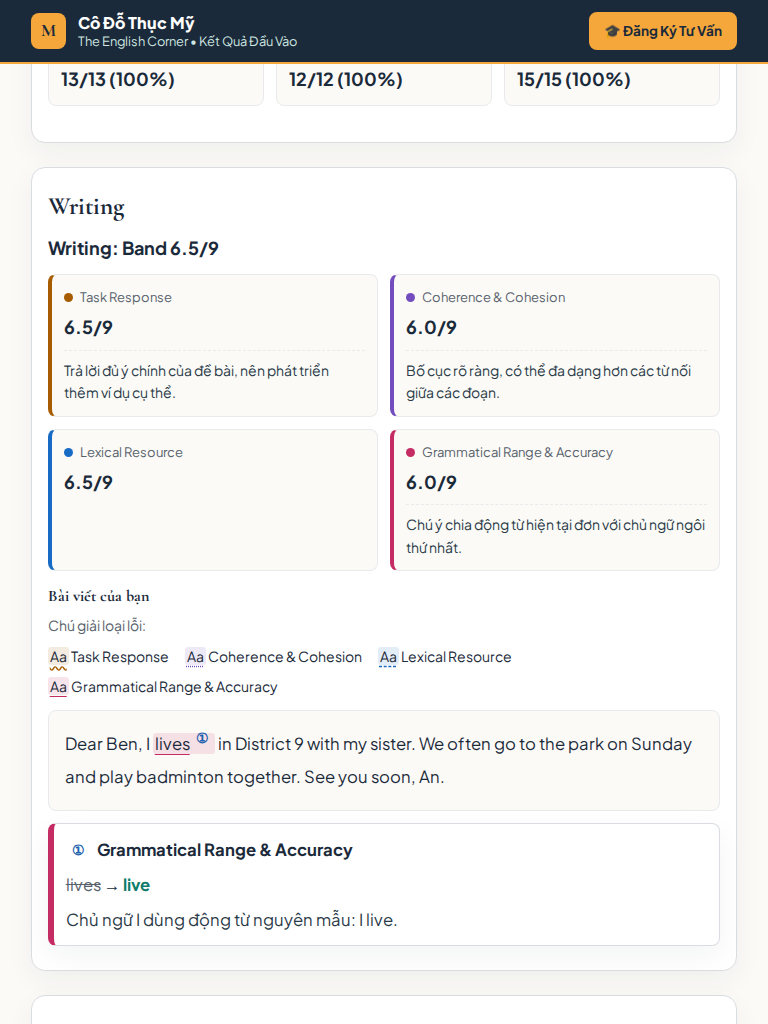 M
Cô Đỗ Thục Mỹ
The English Corner • Kết Quả Đầu Vào
🎓 Đăng Ký Tư Vấn
13/13 (100%)
12/12 (100%)
15/15 (100%)
Writing
Writing: Band 6.5/9
Task Response
6.5/9
Trả lời đủ ý chính của đề bài, nên phát triển
thêm ví dụ cụ thể.
Coherence & Cohesion
6.0/9
Bố cục rõ ràng, có thể đa dạng hơn các từ nối
giữa các đoạn.
Lexical Resource
6.5/9
Grammatical Range & Accuracy
6.0/9
Chú ý chia động từ hiện tại đơn với chủ ngữ ngôi
thứ nhất.
Bài viết của bạn
Chú giải loại lỗi:
Aa Task Response Aa Coherence & Cohesion Aa Lexical Resource
Aa Grammatical Range & Accuracy
Dear Ben, I lives ① in District 9 with my sister. We often go to the park on Sunday
and play badminton together. See you soon, An.
① Grammatical Range & Accuracy
lives → live
Chủ ngữ I dùng động từ nguyên mẫu: I live.